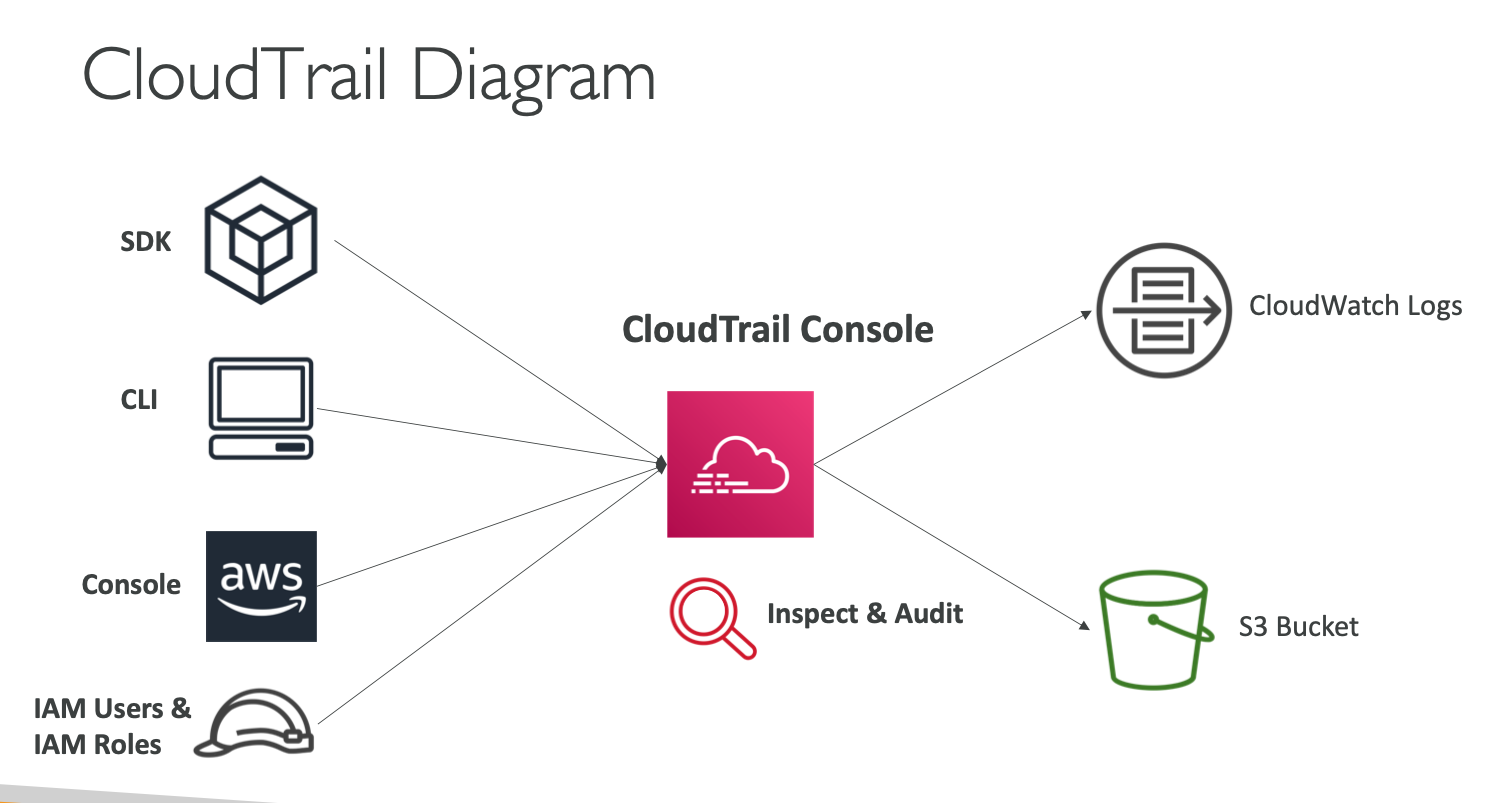 CloudTrail Diagram
SDK
CLI
Console
aws
IAM Users &
IAM Roles
CloudTrail Console
Inspect & Audit
CloudWatch Logs
S3 Bucket